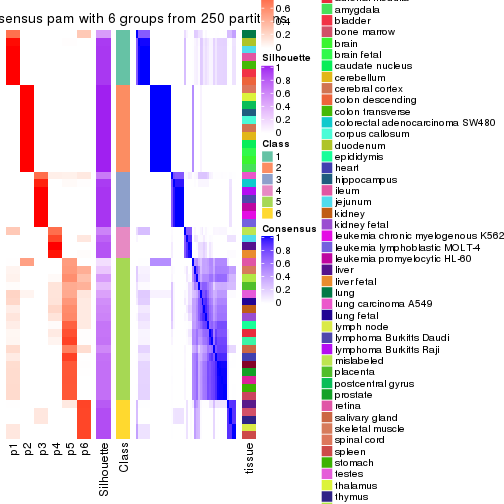 sensus pam with 6 groups from 250 partit
p1
p2
p3
p4
p5
p6
Silhouette
Class
tissue
0.6
Silhouette
1
0.8
0.6
0.4
0.2
0
Class
1
2
3
4
5
6
Consensus
1
0.8
0.6
0.4
0.2
0
amygdala
bladder
bone marrow
brain
brain fetal
caudate nucleus
cerebellum
cerebral cortex
colon descending
colon transverse
colorectal adenocarcinoma SW480
corpus callosum
duodenum
epididymis
heart
hippocampus
ileum
jejunum
kidney
kidney fetal
leukemia chronic myelogenous K562
leukemia lymphoblastic MOLT-4
leukemia promyelocytic HL-60
liver
liver fetal
lung
lung carcinoma A549
lung fetal
lymph node
lymphoma Burkitts Daudi
lymphoma Burkitts Raji
mislabeled
placenta
postcentral gyrus
prostate
retina
salivary gland
skeletal muscle
spinal cord
spleen
stomach
testes
thalamus
thymus